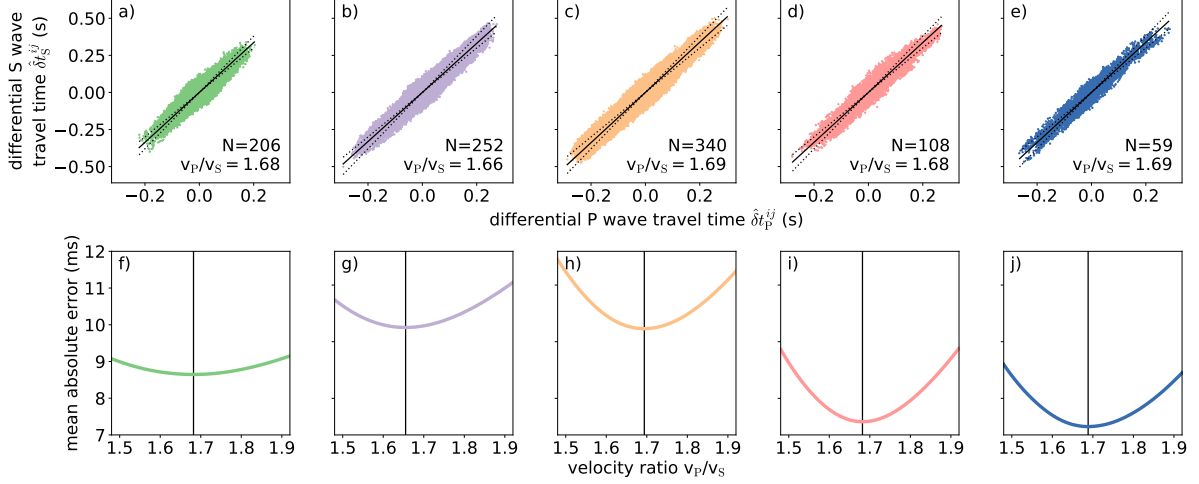 a)
b)
c)
d)
e)
differential S wave
travel time δ̂t_S^ij (s)
0.50
0.25
0.00
−0.25
−0.50
N=206
v_P/v_S = 1.68
N=252
v_P/v_S = 1.66
N=340
v_P/v_S = 1.69
N=108
v_P/v_S = 1.68
N=59
v_P/v_S = 1.69
−0.2 0.0 0.2
−0.2 0.0 0.2
−0.2 0.0 0.2
−0.2 0.0 0.2
−0.2 0.0 0.2
differential P wave travel time δ̂t_P^ij (s)
f)
g)
h)
i)
j)
mean absolute error (ms)
12
11
10
9
8
7
1.5 1.6 1.7 1.8 1.9
1.5 1.6 1.7 1.8 1.9
1.5 1.6 1.7 1.8 1.9
1.5 1.6 1.7 1.8 1.9
1.5 1.6 1.7 1.8 1.9
velocity ratio v_P/v_S